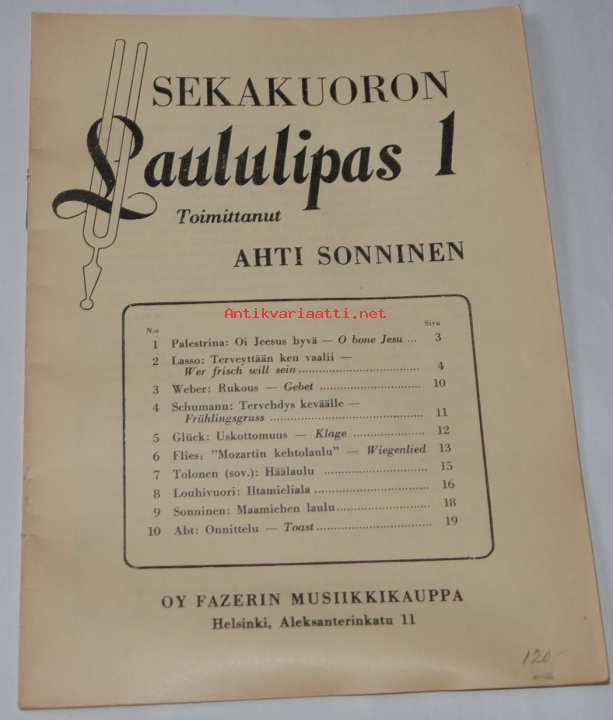 SEKAKUORON
Laululipas 1
Toimittanut
AHTI SONNINEN
Antikvariaatti.net
N:o Sivu
1 Palestrina: Oi Jeesus hyvä — O bone Jesu ... 3
2 Lasso: Terveyttään ken vaalii —
Wer frisch will sein ........................................ 4
3 Weber: Rukous — Gebet ........................... 10
4 Schumann: Tervehdys keväälle —
Frühlingsgruss ................................................ 11
5 Glück: Uskottomuus — Klage ........................ 12
6 Flies: "Mozartin kehtolaulu" — Wiegenlied 13
7 Tolonen (sov.): Häälaulu ................................ 15
8 Louhivuori: Iltamieliala ................................... 16
9 Sonninen: Maamiehen laulu ............................ 18
10 Abt: Onnittelu — Toast ................................... 19
OY FAZERIN MUSIIKKIKAUPPA
Helsinki, Aleksanterinkatu 11
120-